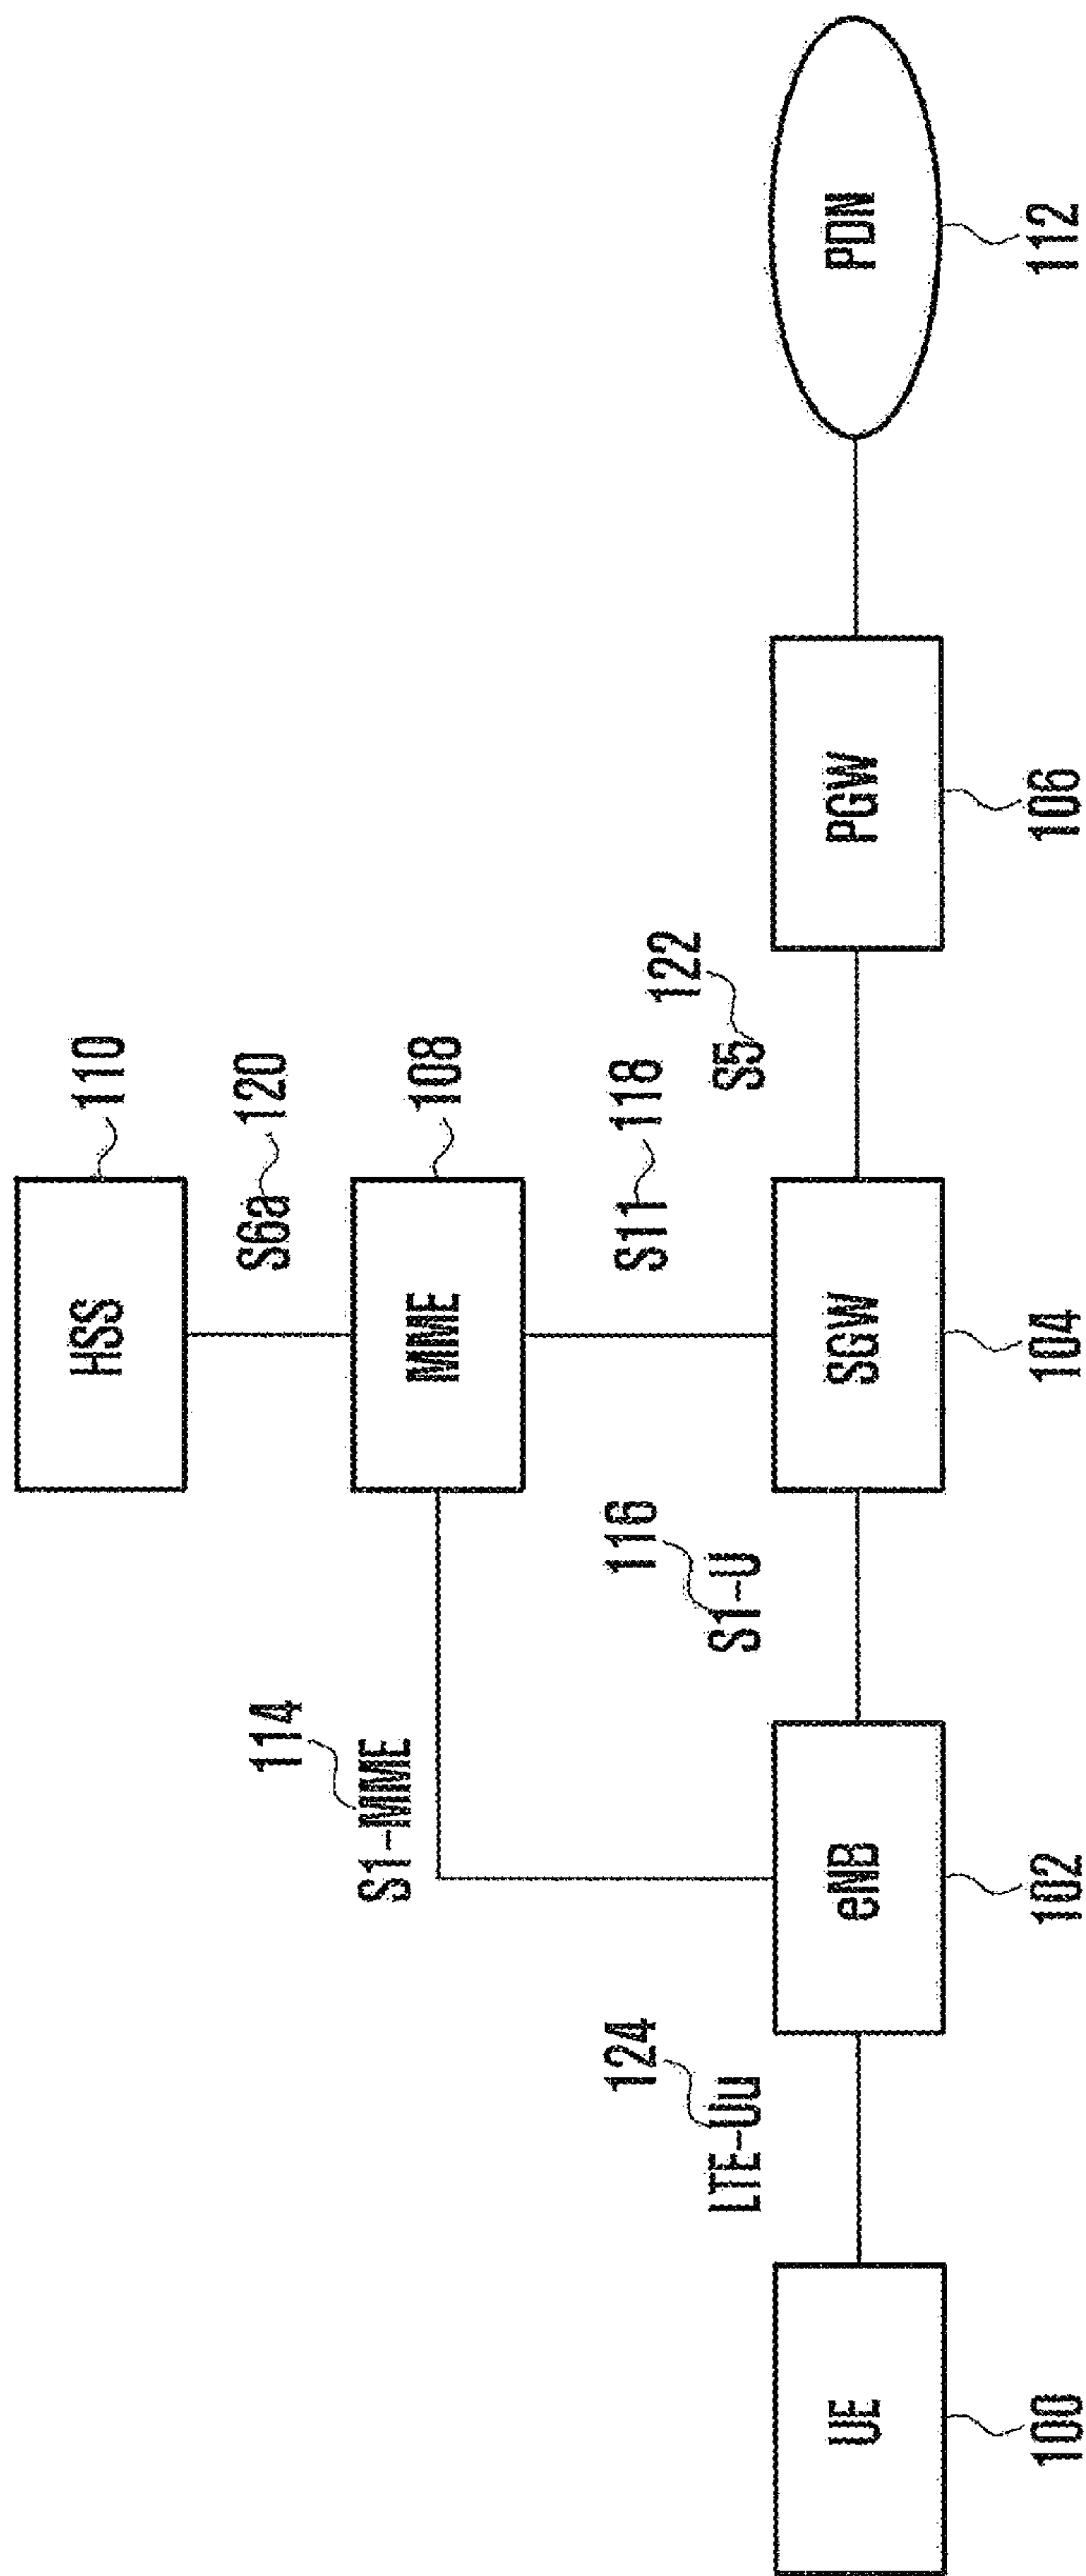 HSS
110
S6a
120
114
S1-MME
MME
108
S11
118
124
LTE-Uu
116
S1-U
122
S5
UE
eNB
SGW
PGW
PDN
100
102
104
106
112